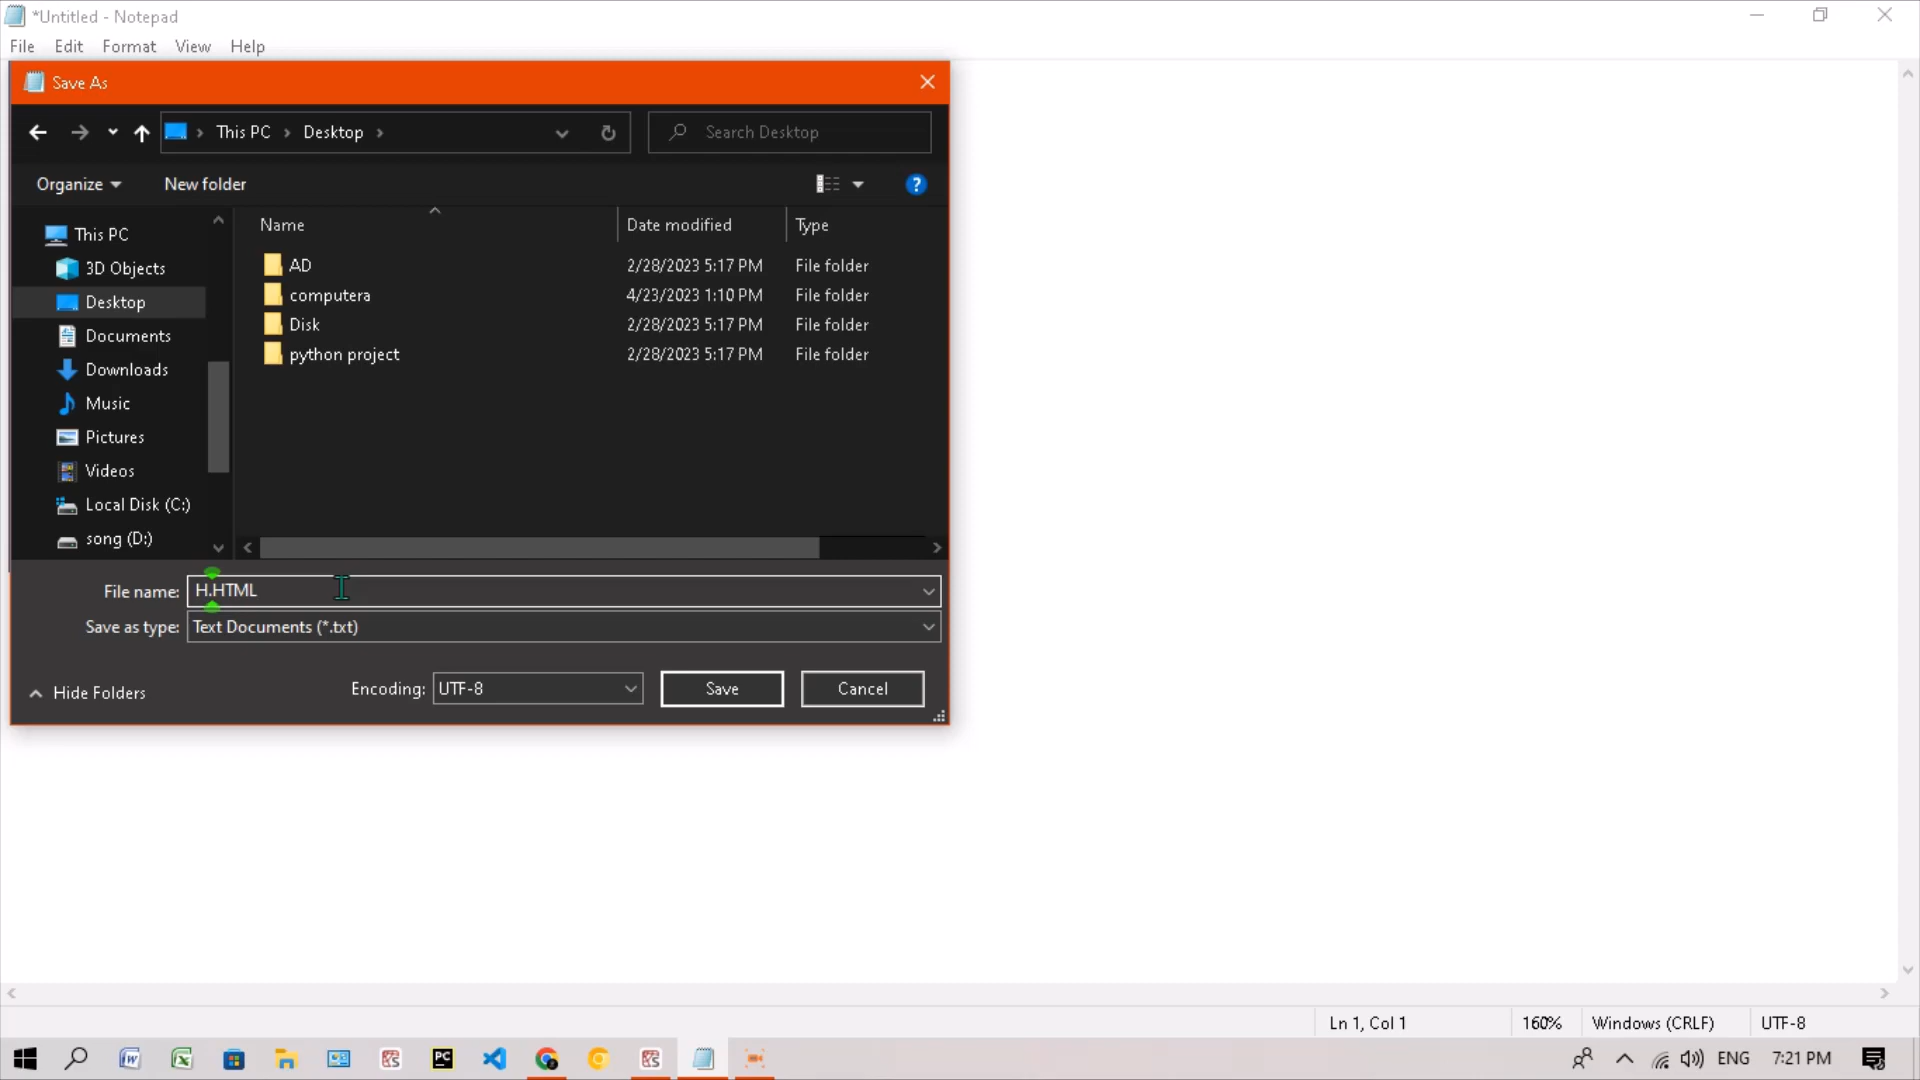 *Untitled - Notepad
File Edit Format View Help
Save As
This PC Desktop
Search Desktop
Organize New folder
?
Name Date modified Type
This PC
3D Objects
Desktop
Documents
Downloads
Music
Pictures
Videos
Local Disk (C:)
song (D:)
AD 2/28/2023 5:17 PM File folder
computera 4/23/2023 1:10 PM File folder
Disk 2/28/2023 5:17 PM File folder
python project 2/28/2023 5:17 PM File folder
File name: H.HTML
Save as type: Text Documents (*.txt)
Hide Folders Encoding: UTF-8 Save Cancel
Ln 1, Col 1 160% Windows (CRLF) UTF-8
PC ENG 7:21 PM